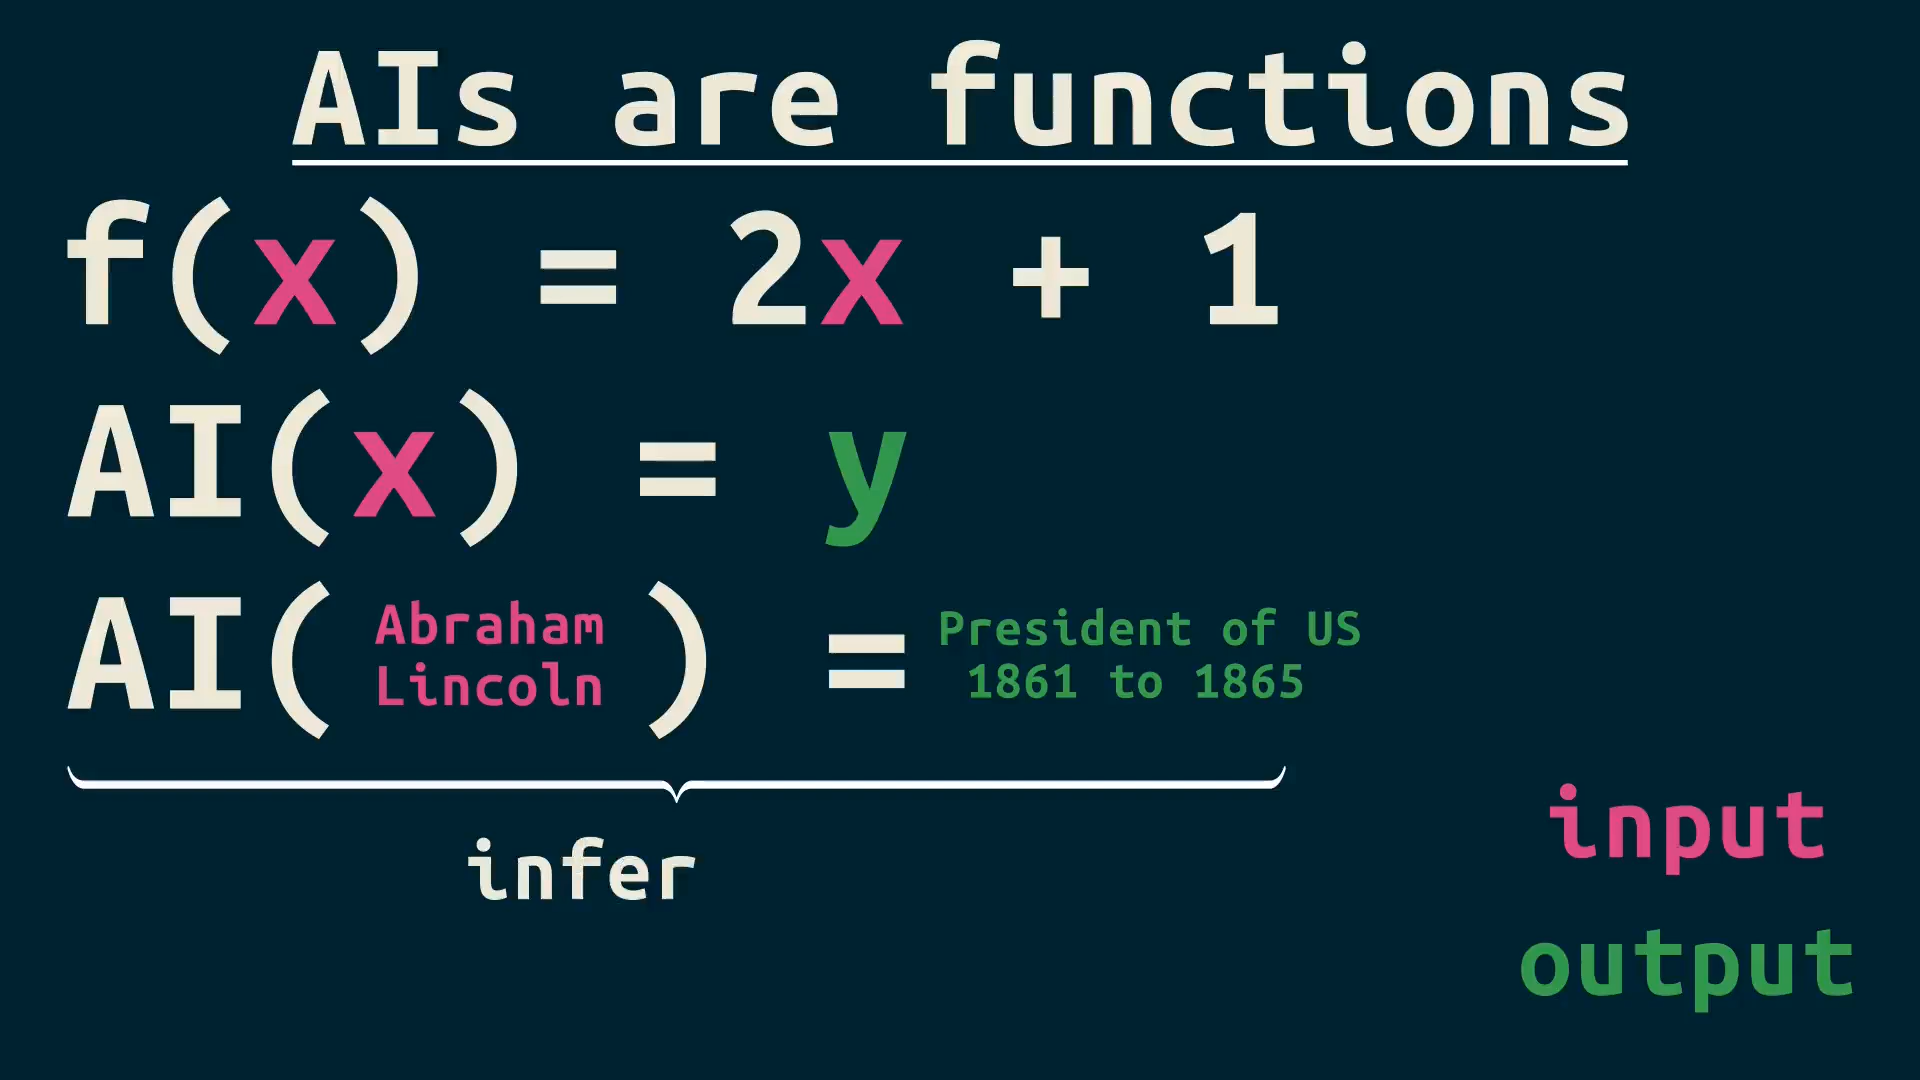 AIs are functions
f(x) = 2x + 1
AI(x) = y
AI( Abraham Lincoln ) = President of US 1861 to 1865
infer
input
output